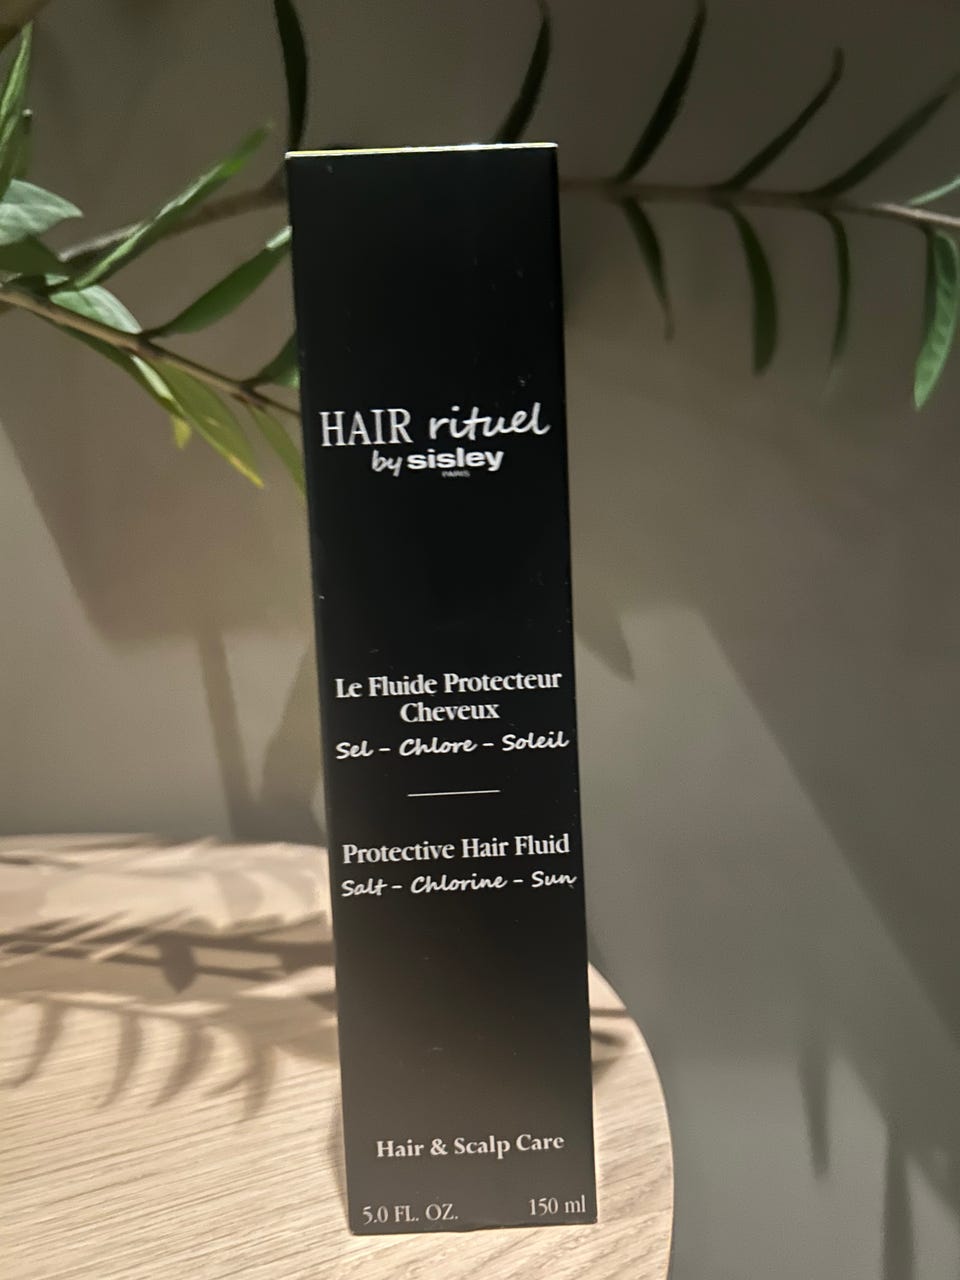 HAIR rituel
by sisley
PARIS
Le Fluide Protecteur
Cheveux
Sel - Chlore - Soleil
Protective Hair Fluid
Salt - Chlorine - Sun
Hair & Scalp Care
5.0 FL. OZ. 150 ml